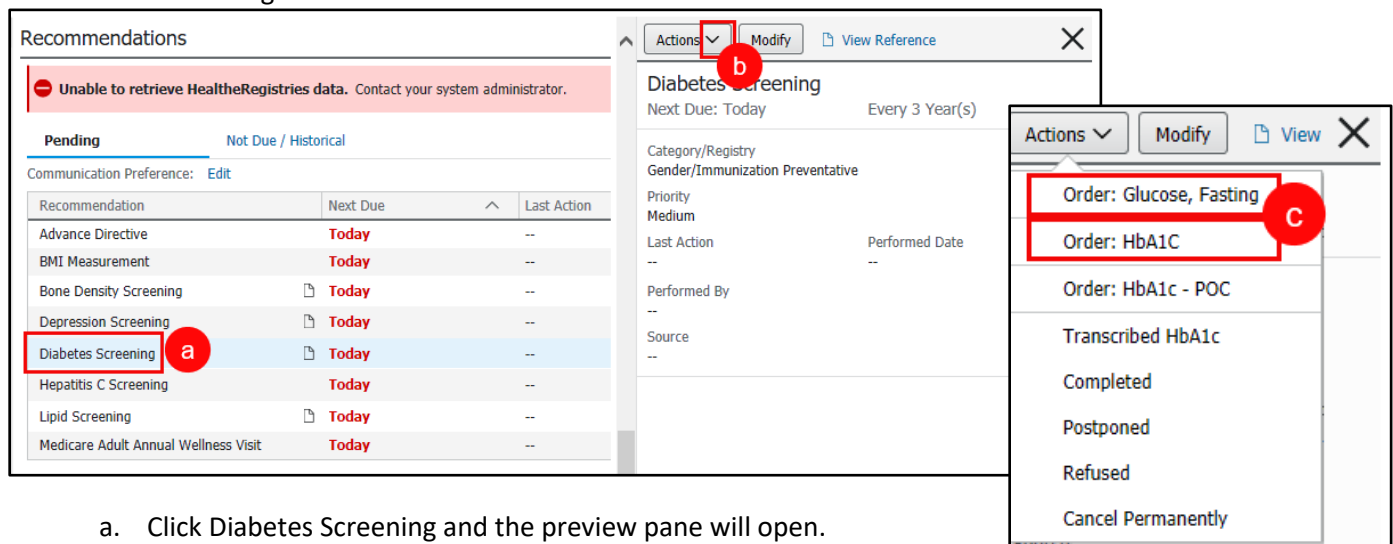 Recommendations
Unable to retrieve HealtheRegistries data. Contact your system administrator.
Pending Not Due / Historical
Communication Preference: Edit
Recommendation Next Due Last Action
Advance Directive Today --
BMI Measurement Today --
Bone Density Screening Today --
Depression Screening Today --
Diabetes Screening a Today --
Hepatitis C Screening Today --
Lipid Screening Today --
Medicare Adult Annual Wellness Visit Today --
Actions Modify View Reference
b
Diabetes Screening
Next Due: Today Every 3 Year(s)
Category/Registry
Gender/Immunization Preventative
Priority
Medium
Last Action Performed Date
-- --
Performed By
--
Source
--
Actions Modify View
Order: Glucose, Fasting
c
Order: HbA1C
Order: HbA1c - POC
Transcribed HbA1c
Completed
Postponed
Refused
Cancel Permanently
a. Click Diabetes Screening and the preview pane will open.